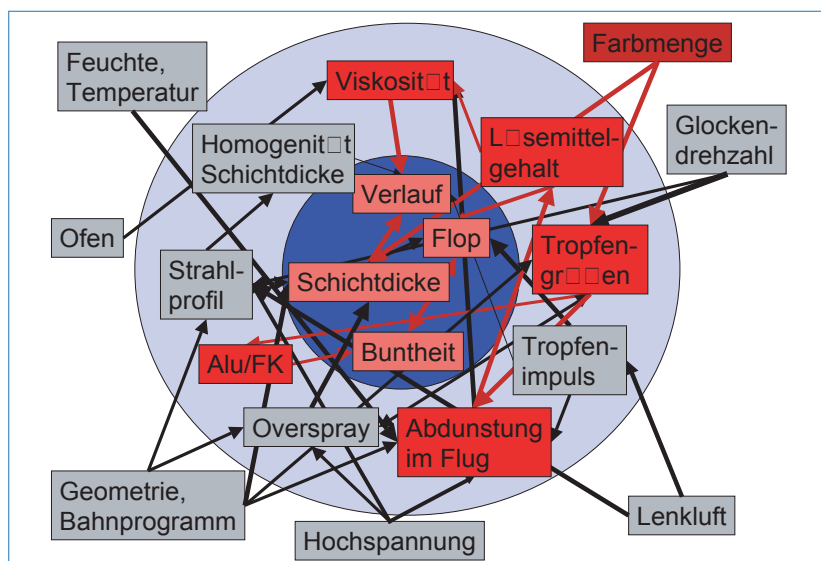 Farbmenge
Feuchte,
Temperatur
Viskosit□t
Homogenit□t
Schichtdicke
L□semittel-
gehalt
Glocken-
drehzahl
Verlauf
Ofen
Flop
Tropfen-
gr□□en
Strahl-
profil
Schichtdicke
Alu/FK
Buntheit
Tropfen-
impuls
Overspray
Abdunstung
im Flug
Geometrie,
Bahnprogramm
Hochspannung
Lenkluft